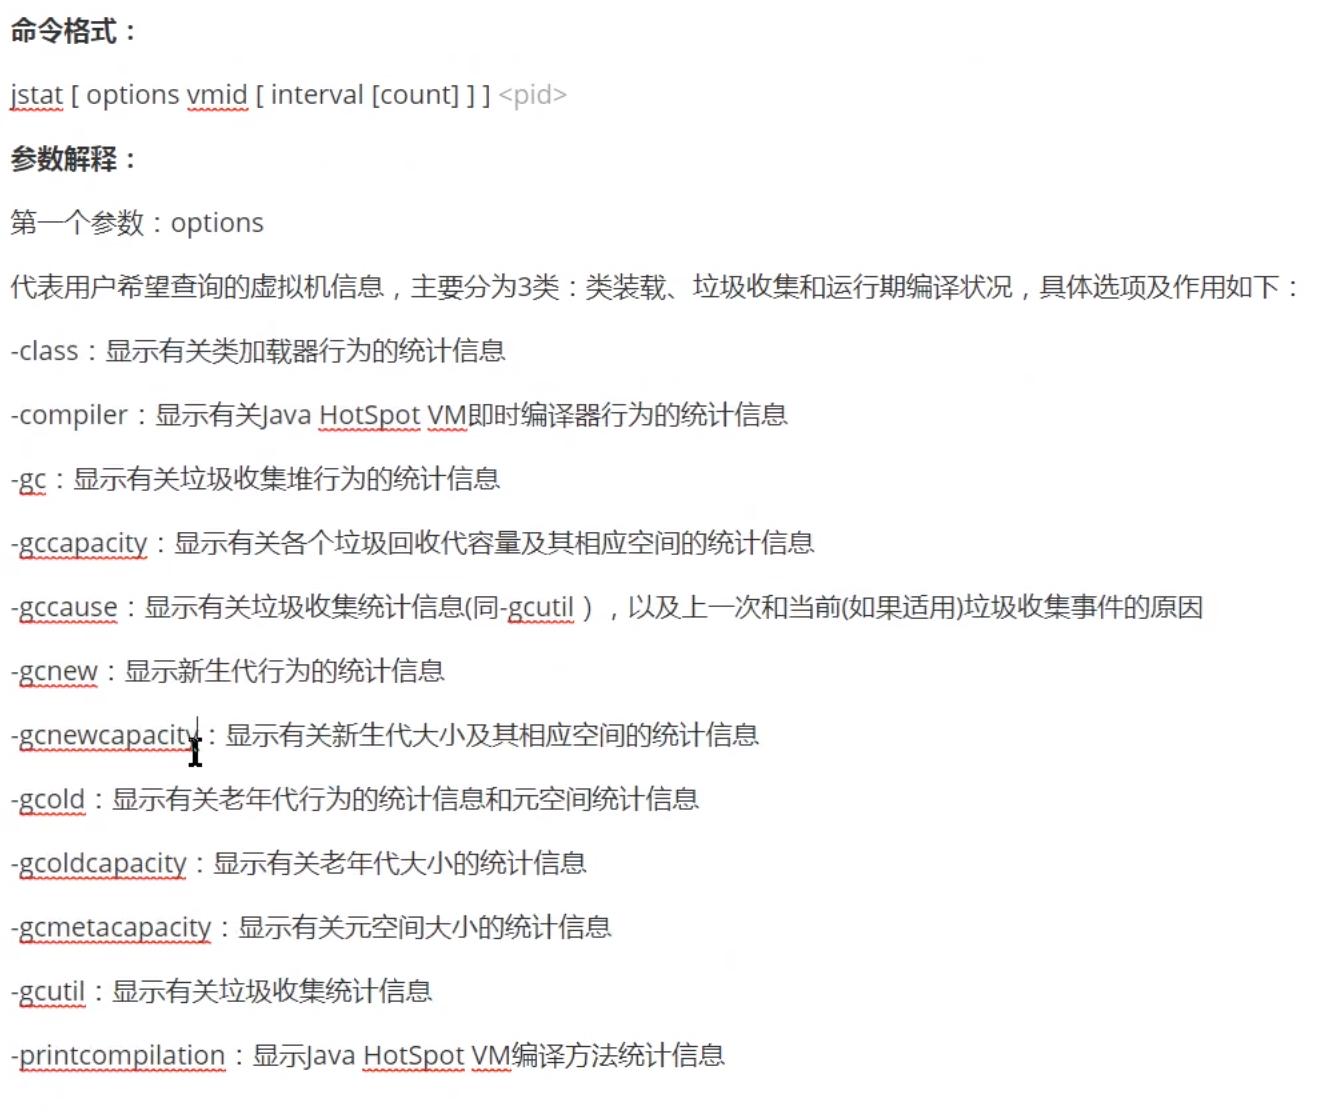 命令格式：
jstat [ options vmid [ interval [count] ] ] <pid>
参数解释：
第一个参数：options
代表用户希望查询的虚拟机信息，主要分为3类：类装载、垃圾收集和运行期编译状况，具体选项及作用如下：
-class：显示有关类加载器行为的统计信息
-compiler：显示有关Java HotSpot VM即时编译器行为的统计信息
-gc：显示有关垃圾收集堆行为的统计信息
-gccapacity：显示有关各个垃圾回收代容量及其相应空间的统计信息
-gccause：显示有关垃圾收集统计信息(同-gcutil ），以及上一次和当前(如果适用)垃圾收集事件的原因
-gcnew：显示新生代行为的统计信息
-gcnewcapacity：显示有关新生代大小及其相应空间的统计信息
-gcold：显示有关老年代行为的统计信息和元空间统计信息
-gcoldcapacity：显示有关老年代大小的统计信息
-gcmetacapacity：显示有关元空间大小的统计信息
-gcutil：显示有关垃圾收集统计信息
-printcompilation：显示Java HotSpot VM编译方法统计信息